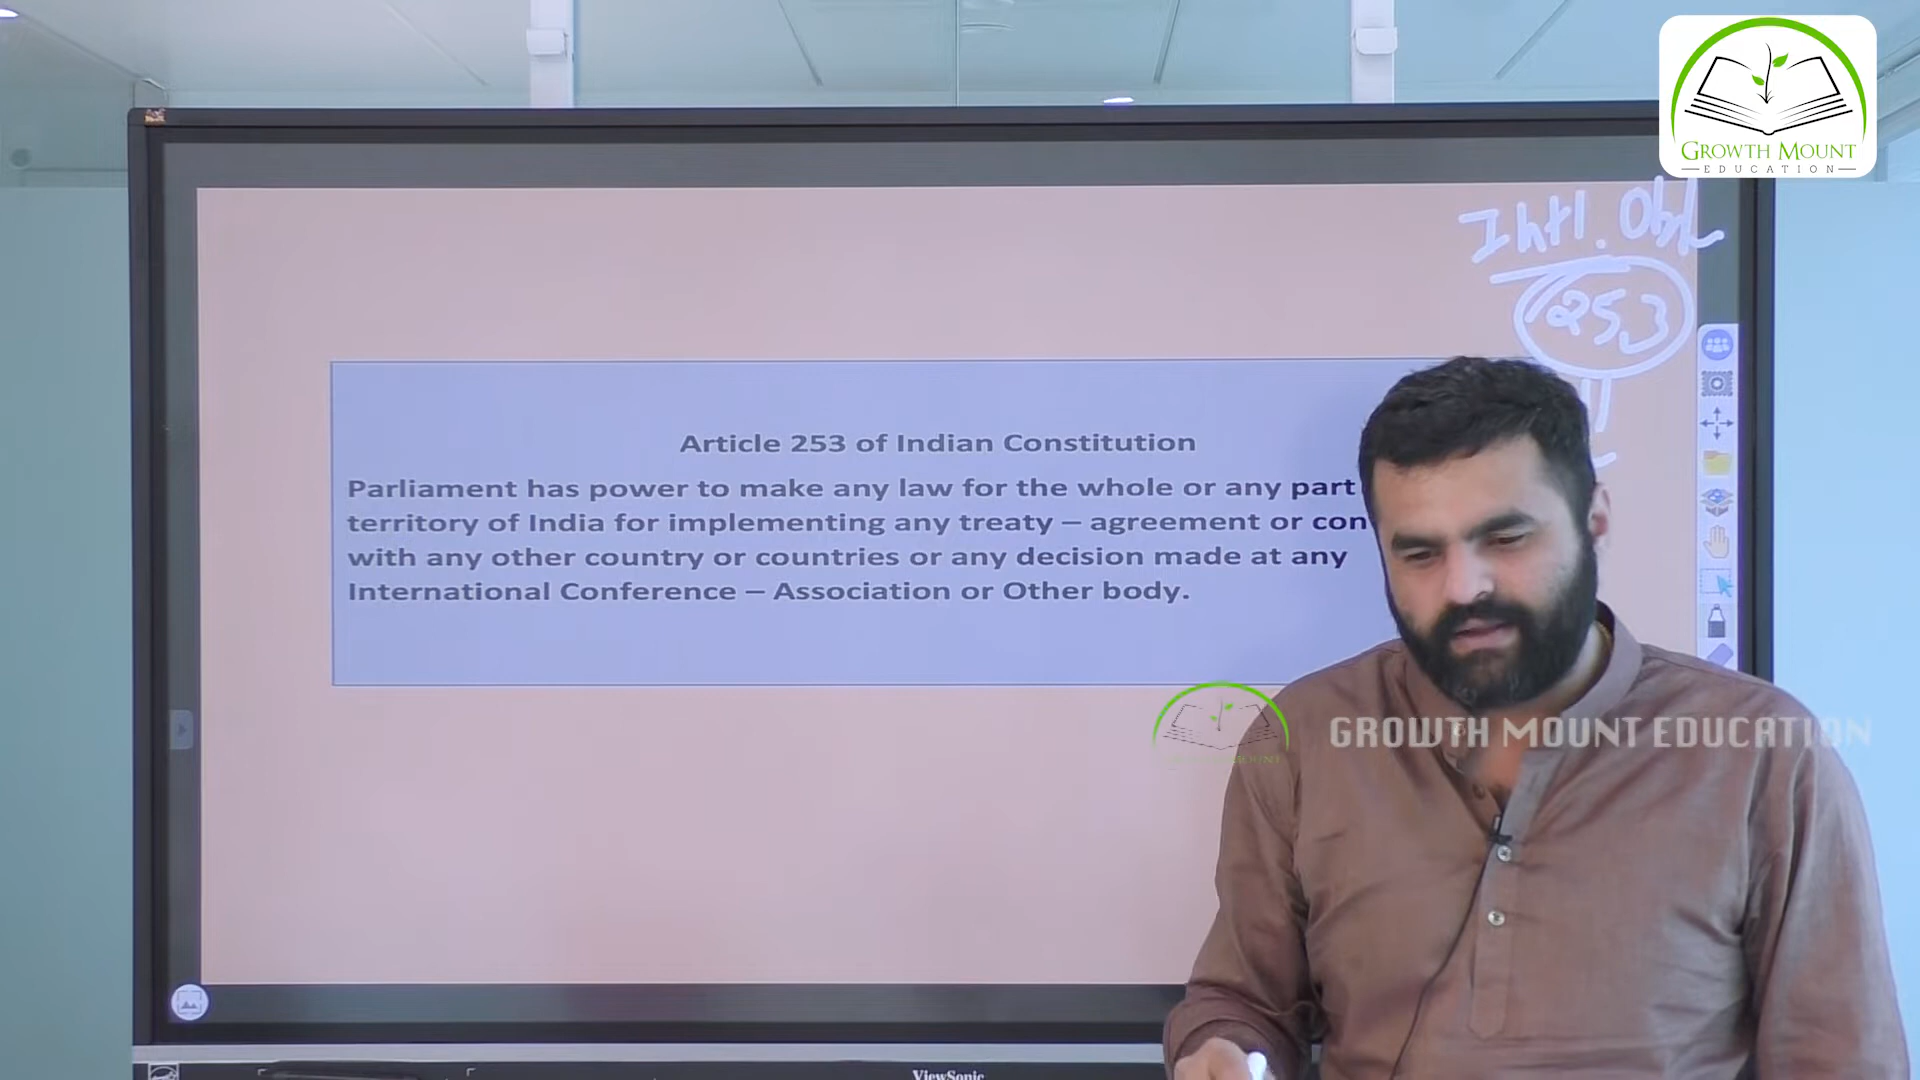 GROWTH MOUNT
EDUCATION
Intl. Obl
253
Article 253 of Indian Constitution
Parliament has power to make any law for the whole or any part
territory of India for implementing any treaty – agreement or con
with any other country or countries or any decision made at any
International Conference – Association or Other body.
GROWTH MOUNT EDUCATION
ViewSonic